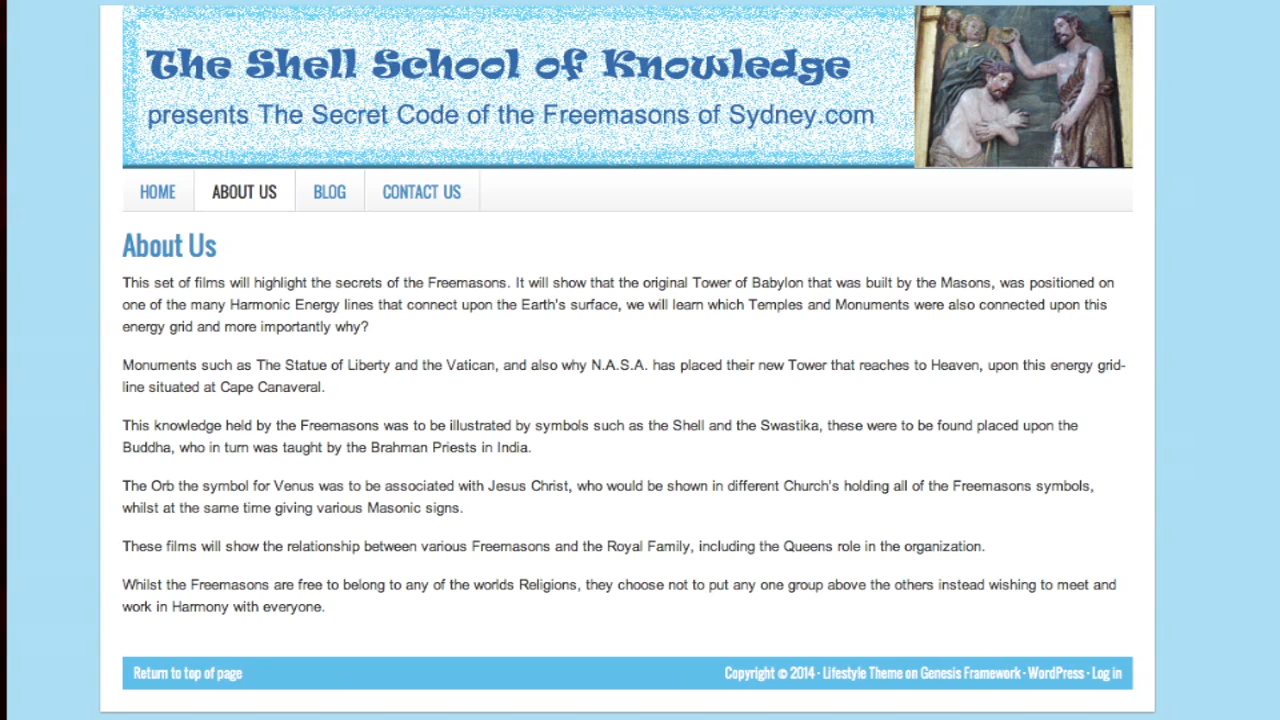 The Shell School of Knowledge
presents The Secret Code of the Freemasons of Sydney.com
HOME ABOUT US BLOG CONTACT US
About Us
This set of films will highlight the secrets of the Freemasons. It will show that the original Tower of Babylon that was built by the Masons, was positioned on
one of the many Harmonic Energy lines that connect upon the Earth's surface, we will learn which Temples and Monuments were also connected upon this
energy grid and more importantly why?
Monuments such as The Statue of Liberty and the Vatican, and also why N.A.S.A. has placed their new Tower that reaches to Heaven, upon this energy grid-
line situated at Cape Canaveral.
This knowledge held by the Freemasons was to be illustrated by symbols such as the Shell and the Swastika, these were to be found placed upon the
Buddha, who in turn was taught by the Brahman Priests in India.
The Orb the symbol for Venus was to be associated with Jesus Christ, who would be shown in different Church's holding all of the Freemasons symbols,
whilst at the same time giving various Masonic signs.
These films will show the relationship between various Freemasons and the Royal Family, including the Queens role in the organization.
Whilst the Freemasons are free to belong to any of the worlds Religions, they choose not to put any one group above the others instead wishing to meet and
work in Harmony with everyone.
Return to top of page Copyright © 2014 · Lifestyle Theme on Genesis Framework · WordPress · Log in